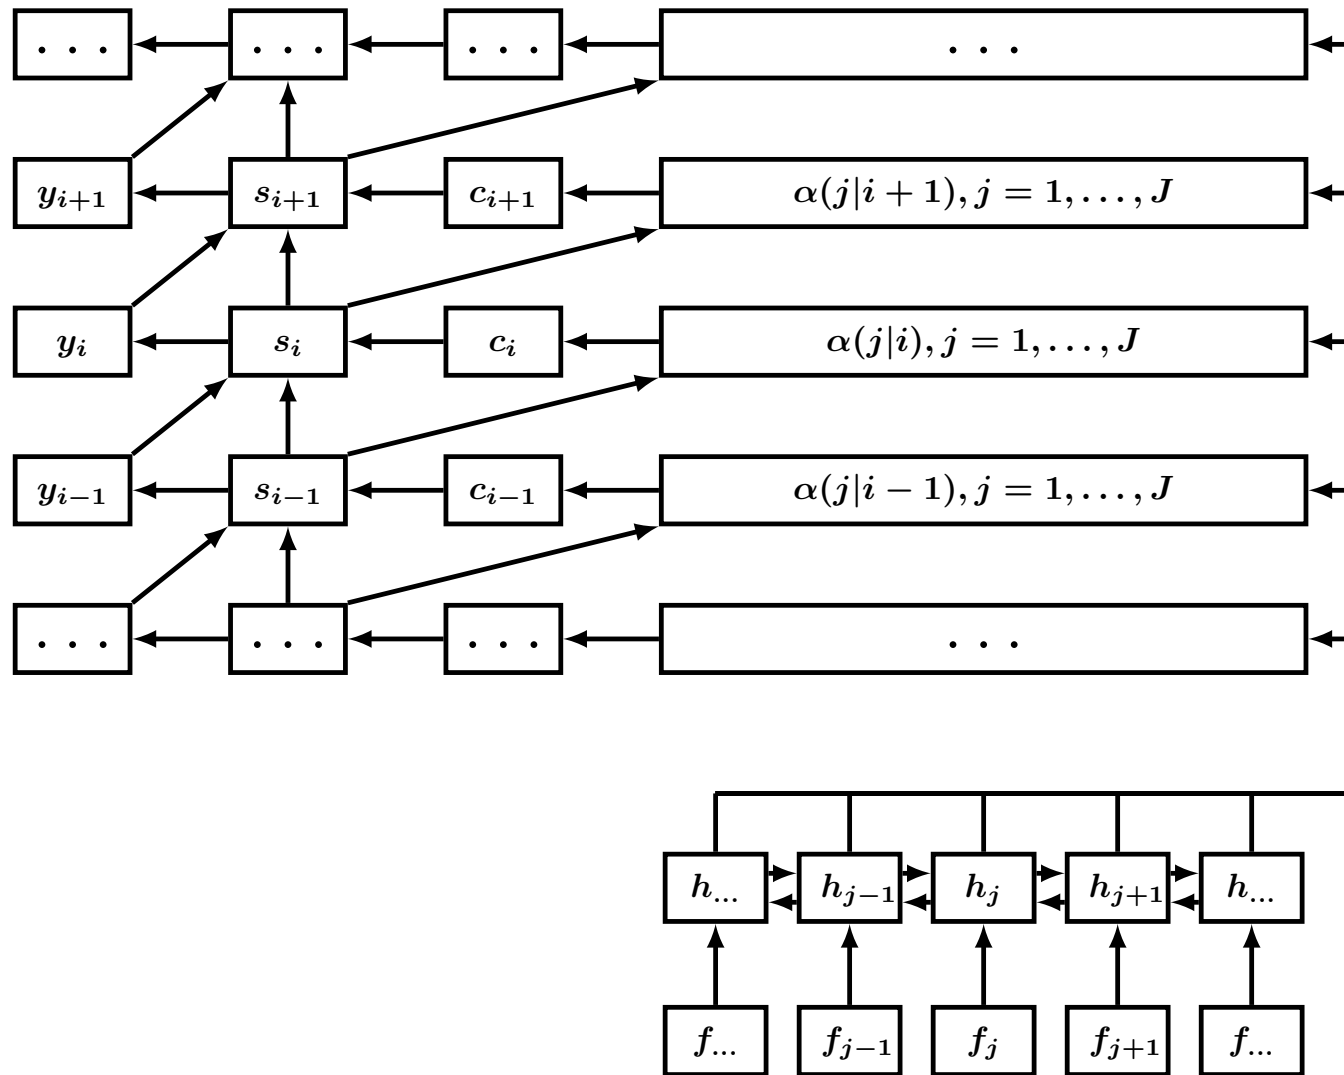 . . . . . . . . . . . .
y_{i+1} s_{i+1} c_{i+1} α(j|i + 1), j = 1, . . . , J
y_i s_i c_i α(j|i), j = 1, . . . , J
y_{i−1} s_{i−1} c_{i−1} α(j|i − 1), j = 1, . . . , J
. . . . . . . . . . . .
h_{...} h_{j−1} h_j h_{j+1} h_{...}
f_{...} f_{j−1} f_j f_{j+1} f_{...}